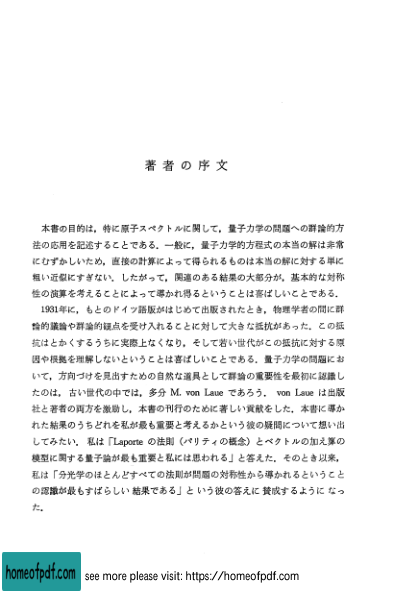 著者の序文
本書の目的は，特に原子スペクトルに関して，量子力学の問題への群論的方
法の応用を記述することである．一般に，量子力学的方程式の本当の解は非常
にむずかしいため，直接の計算によって得られるものは本当の解に対する単に
粗い近似にすぎない．したがって，関連のある結果の大部分が，基本的な対称
性の演算を考えることによって導かれ得るということは喜ばしいことである．
1931年に，もとのドイツ語版がはじめて出版されたとき，物理学者の間に群
論的議論や群論的観点を受け入れることに対して大きな抵抗があった．この抵
抗はとかくするうちに実際上なくなり，そして若い世代がこの抵抗に対する原
因や根拠を理解しないということは喜ばしいことである．量子力学の問題にお
いて，方向づけを見出すための自然な道具として群論の重要性を最初に認識し
たのは，古い世代の中では，多分 M. von Laue であろう． von Laue は出版
社と著者の両方を激励し，本書の刊行のために著しい貢献をした．本書に導か
れた結果のうちどれを私が最も重要と考えるかという彼の疑問について想い出
してみたい． 私は「Laporte の法則（パリティの概念）とベクトルの加え算の
模型に関する量子論が最も重要と私には思われる」と答えた．そのとき以来，
私は「分光学のほとんどすべての法則が問題の対称性から導かれるということ
の認識が最もすばらしい結果である」という彼の答えに賛成するようになっ
た．
homeofpdf.com
see more please visit: https://homeofpdf.com